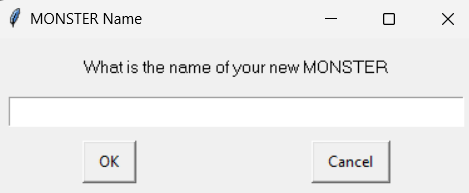 MONSTER Name
What is the name of your new MONSTER
OK
Cancel